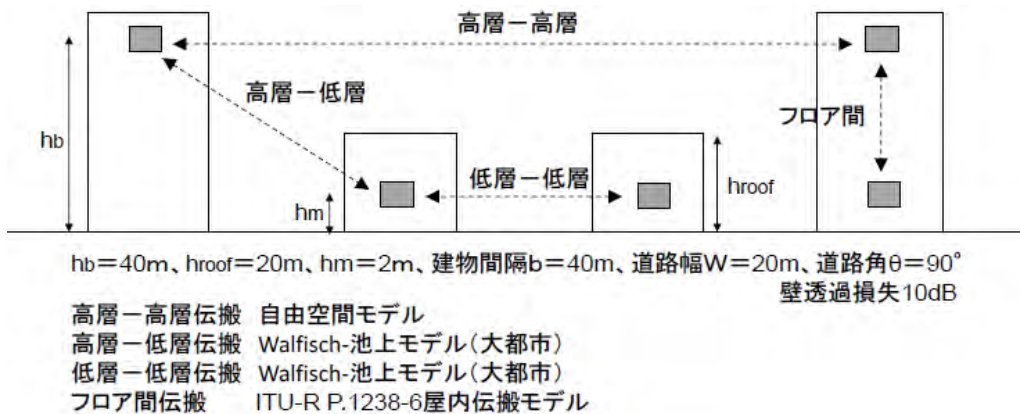 高層－高層
高層－低層
フロア間
hb
低層－低層
hroof
hm
hb＝40m、hroof＝20m、hm＝2m、建物間隔b＝40m、道路幅W＝20m、道路角θ＝90°
壁透過損失10dB
高層－高層伝搬 自由空間モデル
高層－低層伝搬 Walfisch-池上モデル（大都市）
低層－低層伝搬 Walfisch-池上モデル（大都市）
フロア間伝搬 ITU-R P.1238-6屋内伝搬モデル